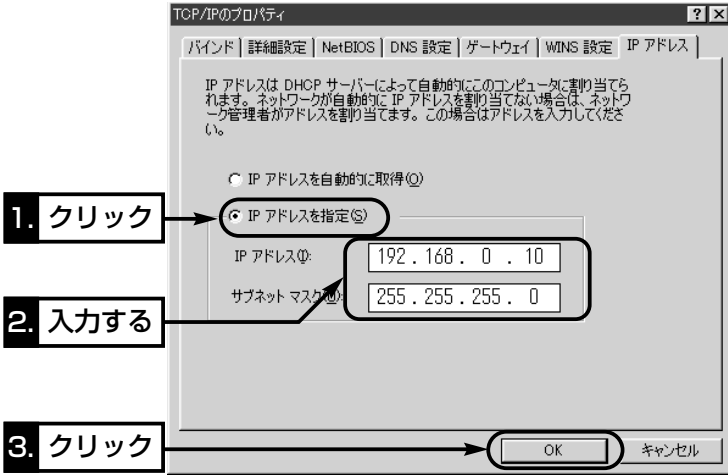 TCP/IPのプロパティ
バインド 詳細設定 NetBIOS DNS 設定 ゲートウェイ WINS 設定 IP アドレス
IP アドレスは DHCP サーバーによって自動的にこのコンピュータに割り当てら
れます。ネットワークが自動的に IP アドレスを割り当てない場合は、ネットワ
ーク管理者がアドレスを割り当てます。この場合はアドレスを入力してくださ
い。
IP アドレスを自動的に取得(O)
1. クリック
IP アドレスを指定(S)
IP アドレス(I):
192 . 168 . 0 . 10
2. 入力する
サブネット マスク(U):
255 . 255 . 255 . 0
3. クリック
OK
キャンセル